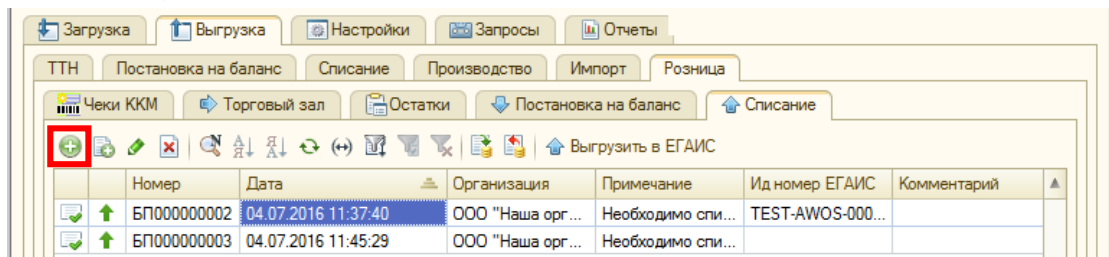 Загрузка Выгрузка Настройки Запросы Отчеты
ТТН Постановка на баланс Списание Производство Импорт Розница
Чеки ККМ Торговый зал Остатки Постановка на баланс Списание
Выгрузить в ЕГАИС
Номер Дата Организация Примечание Ид номер ЕГАИС Комментарий
БП000000002 04.07.2016 11:37:40 ООО "Наша орг... Необходимо спи... TEST-AWOS-000...
БП000000003 04.07.2016 11:45:29 ООО "Наша орг... Необходимо спи...